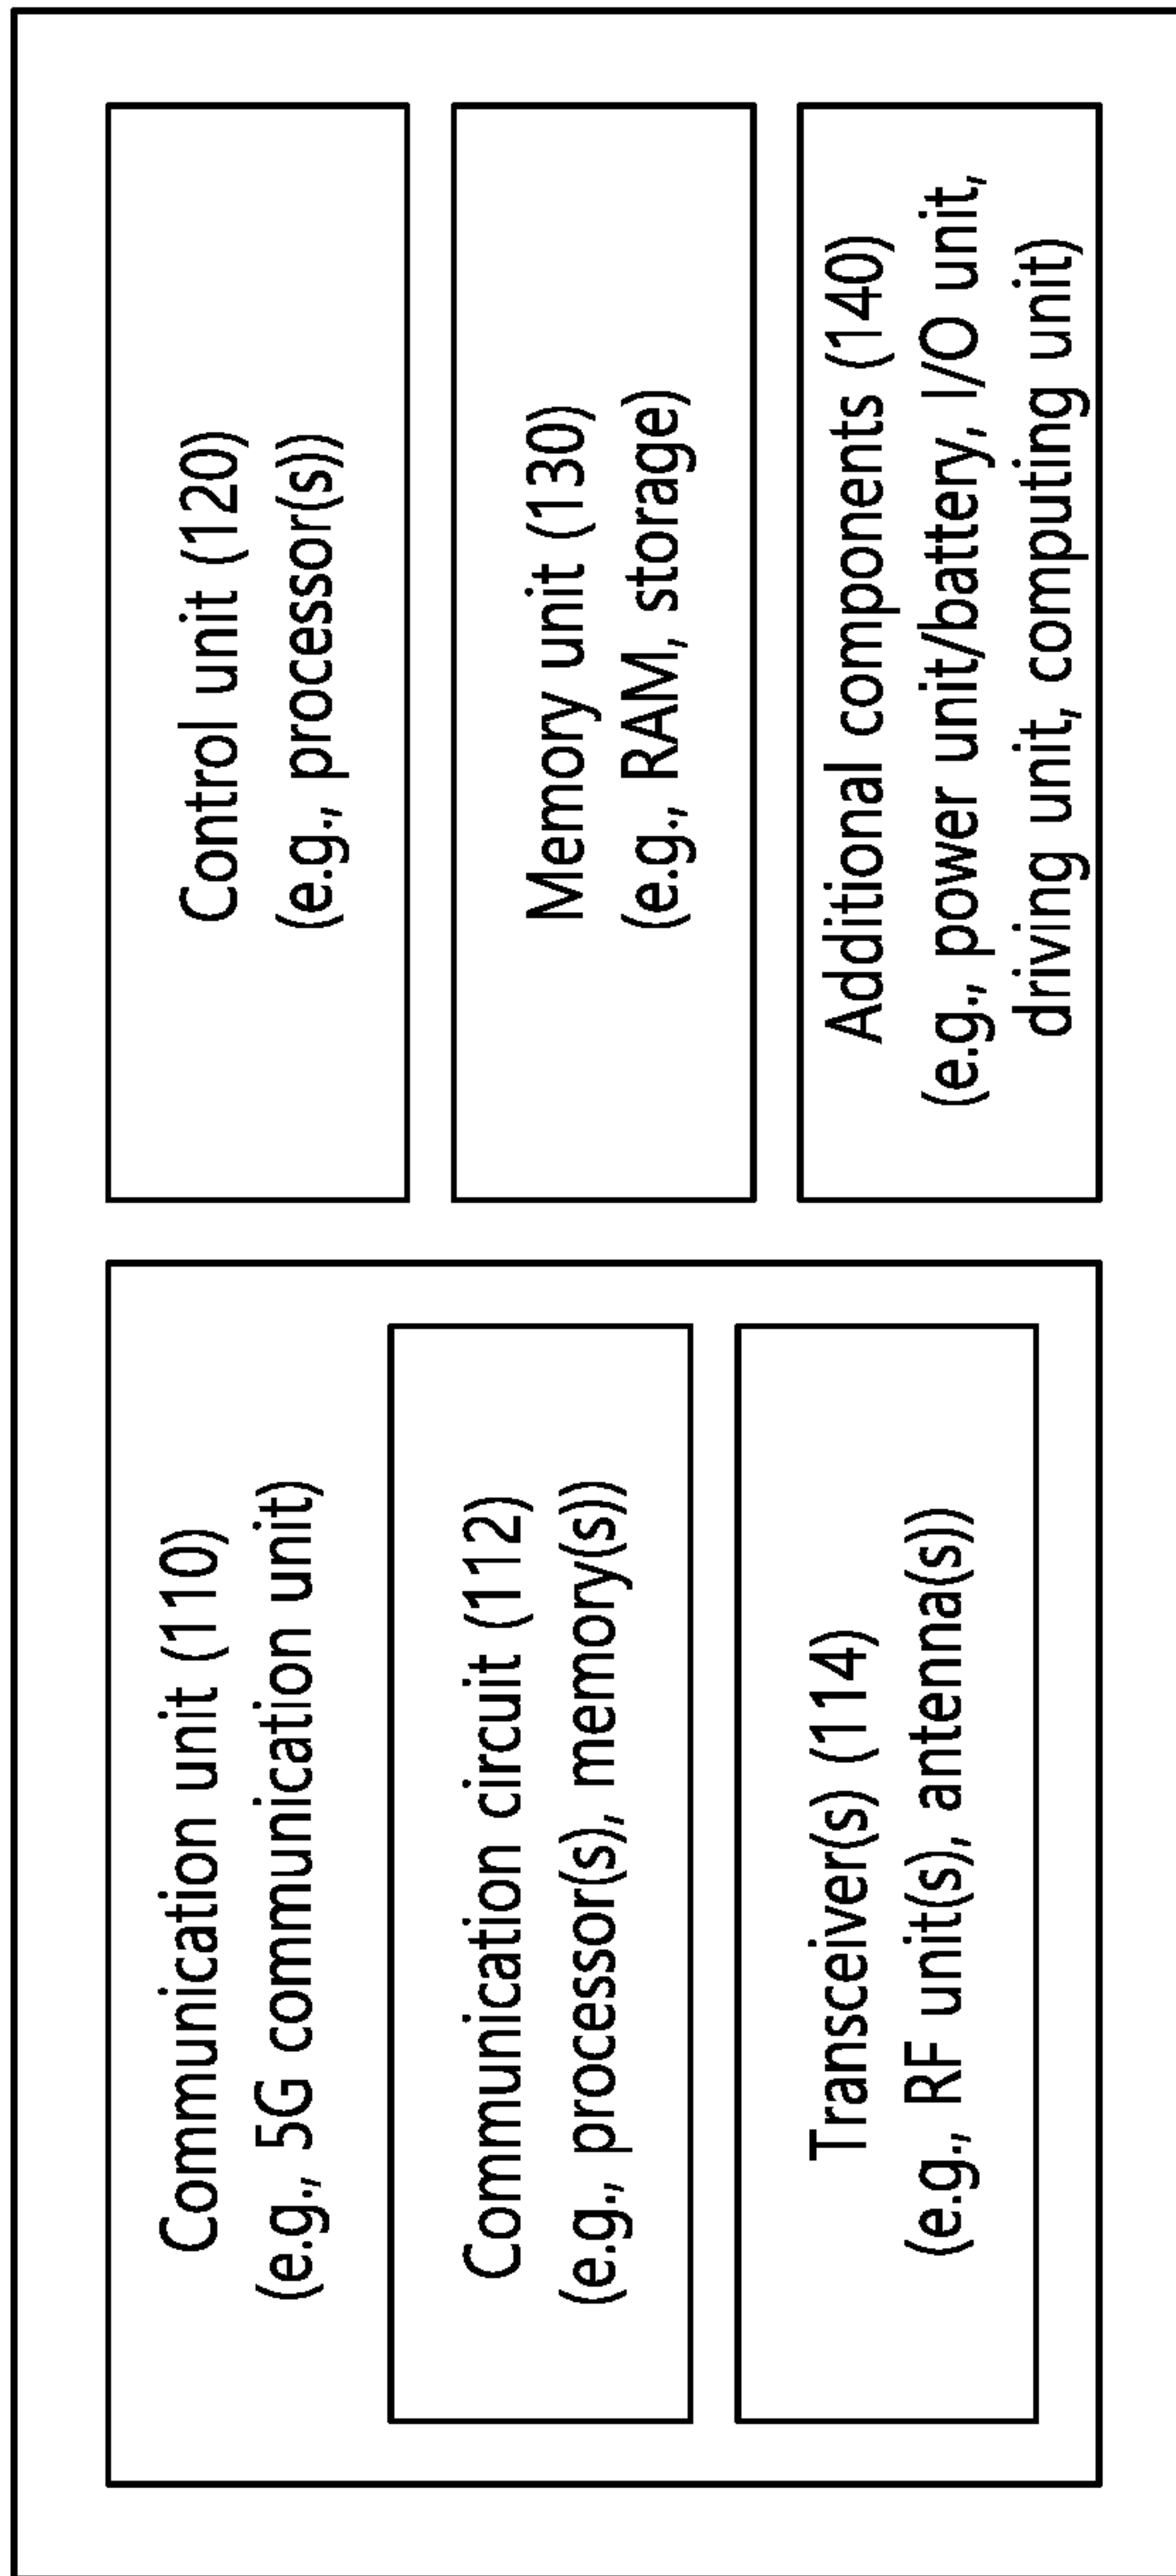 Communication unit (110)
(e.g., 5G communication unit)
Communication circuit (112)
(e.g., processor(s), memory(s))
Transceiver(s) (114)
(e.g., RF unit(s), antenna(s))
Control unit (120)
(e.g., processor(s))
Memory unit (130)
(e.g., RAM, storage)
Additional components (140)
(e.g., power unit/battery, I/O unit,
driving unit, computing unit)